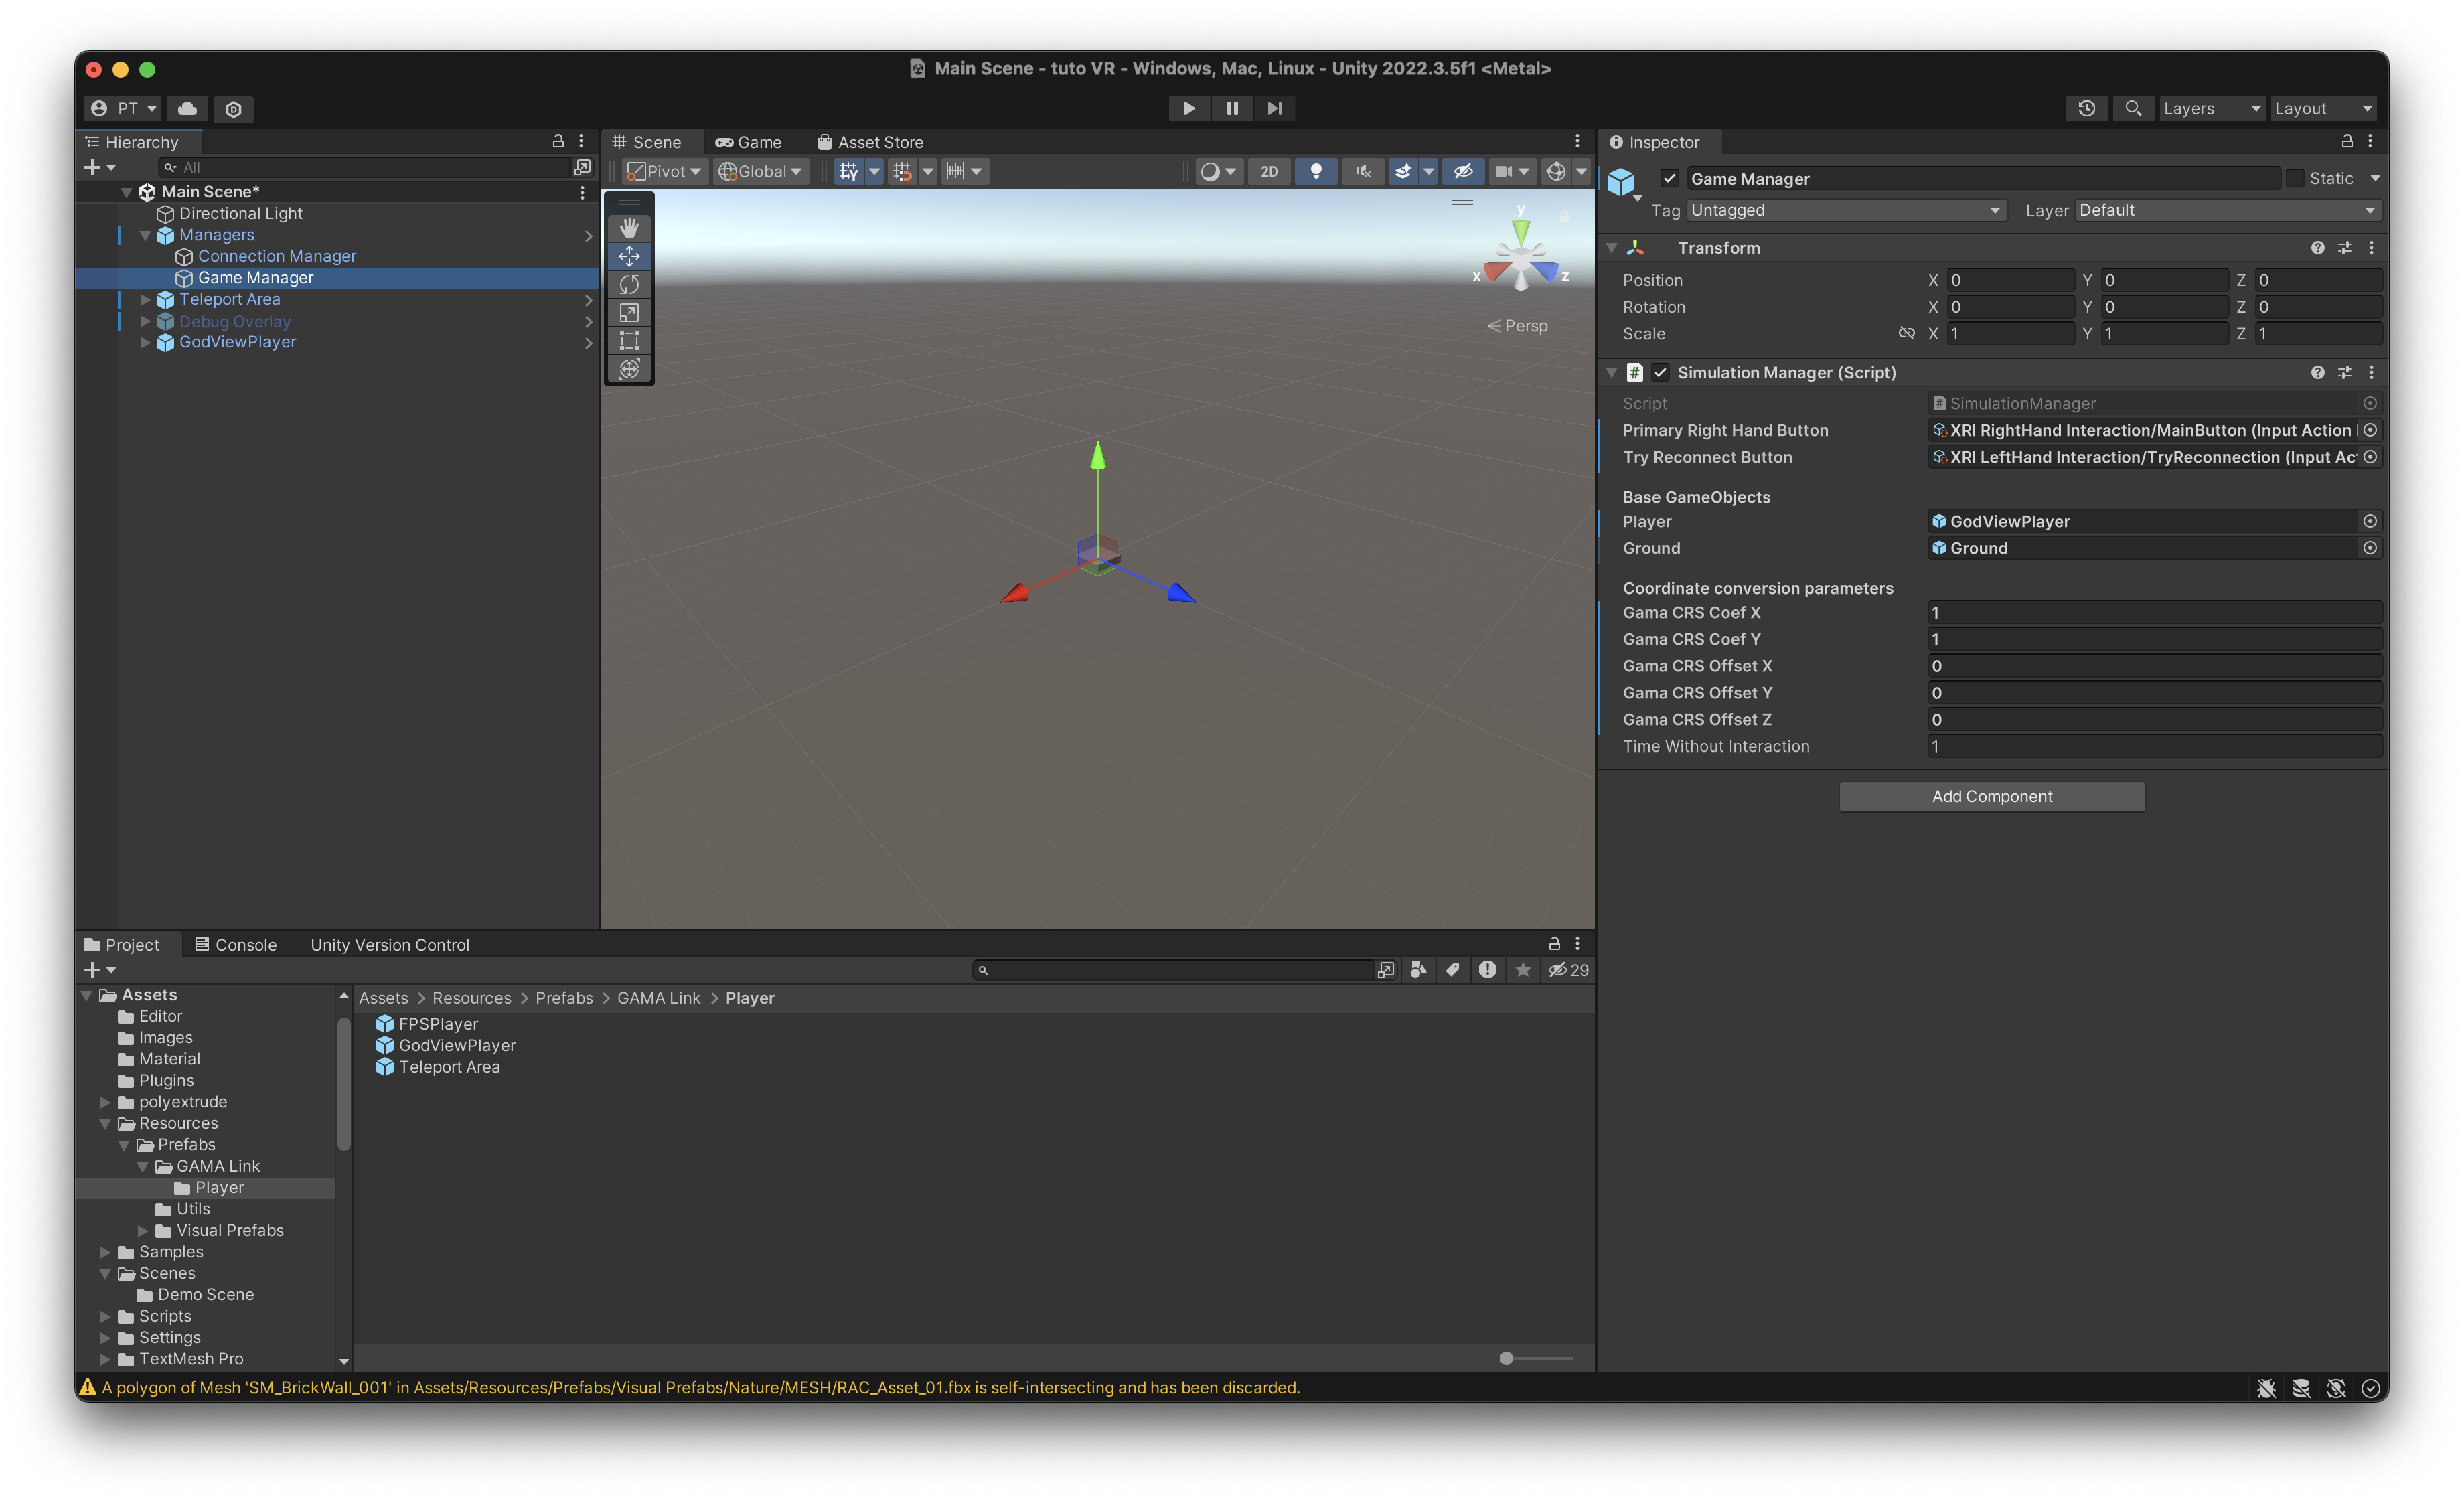 Main Scene - tuto VR - Windows, Mac, Linux - Unity 2022.3.5f1 <Metal>
PT
Layers
Layout
Hierarchy
All
Main Scene*
Directional Light
Managers
Connection Manager
Game Manager
Teleport Area
Debug Overlay
GodViewPlayer
Scene
Game
Asset Store
Pivot
Global
2D
y
x
z
Persp
Inspector
Game Manager
Static
Tag
Untagged
Layer
Default
Transform
Position X 0 Y 0 Z 0
Rotation X 0 Y 0 Z 0
Scale X 1 Y 1 Z 1
Simulation Manager (Script)
Script SimulationManager
Primary Right Hand Button XRI RightHand Interaction/MainButton (Input Action
Try Reconnect Button XRI LeftHand Interaction/TryReconnection (Input Act
Base GameObjects
Player GodViewPlayer
Ground Ground
Coordinate conversion parameters
Gama CRS Coef X 1
Gama CRS Coef Y 1
Gama CRS Offset X 0
Gama CRS Offset Y 0
Gama CRS Offset Z 0
Time Without Interaction 1
Add Component
Project
Console
Unity Version Control
29
Assets
Editor
Images
Material
Plugins
polyextrude
Resources
Prefabs
GAMA Link
Player
Utils
Visual Prefabs
Samples
Scenes
Demo Scene
Scripts
Settings
TextMesh Pro
Assets > Resources > Prefabs > GAMA Link > Player
FPSPlayer
GodViewPlayer
Teleport Area
A polygon of Mesh 'SM_BrickWall_001' in Assets/Resources/Prefabs/Visual Prefabs/Nature/MESH/RAC_Asset_01.fbx is self-intersecting and has been discarded.